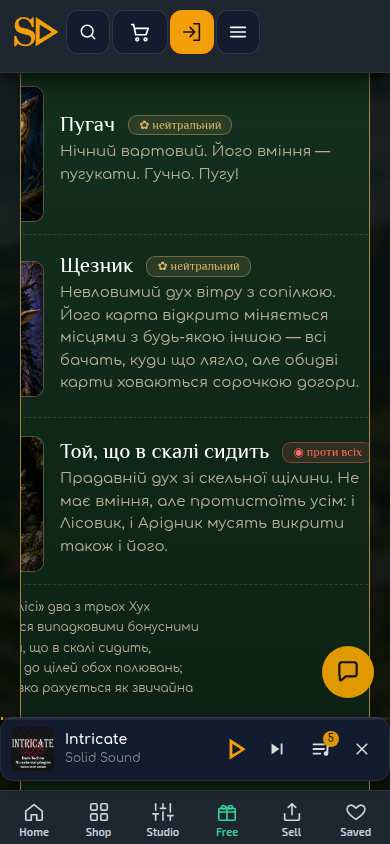 SD
Пугач ✿ нейтральний
Нічний вартовий. Його вміння —
пугукати. Гучно. Пугу!
Щезник ✿ нейтральний
Невловимий дух вітру з сопілкою.
Його карта відкрито міняється
місцями з будь-якою іншою — всі
бачать, куди що лягло, але обидві
карти ховаються сорочкою догори.
Той, що в скалі сидить ◉ проти всіх
Прадавній дух зі скельної щілини. Не
має вміння, але протистоїть усім: і
Лісовик, і Арідник мусять викрити
також і його.
лісі» два з трьох Хух
ся випадковими бонусними
, що в скалі сидить,
до цілей обох полювань;
вка рахується як звичайна
INTRICATE
Intricate
Solid Sound
5
Home Shop Studio Free Sell Saved